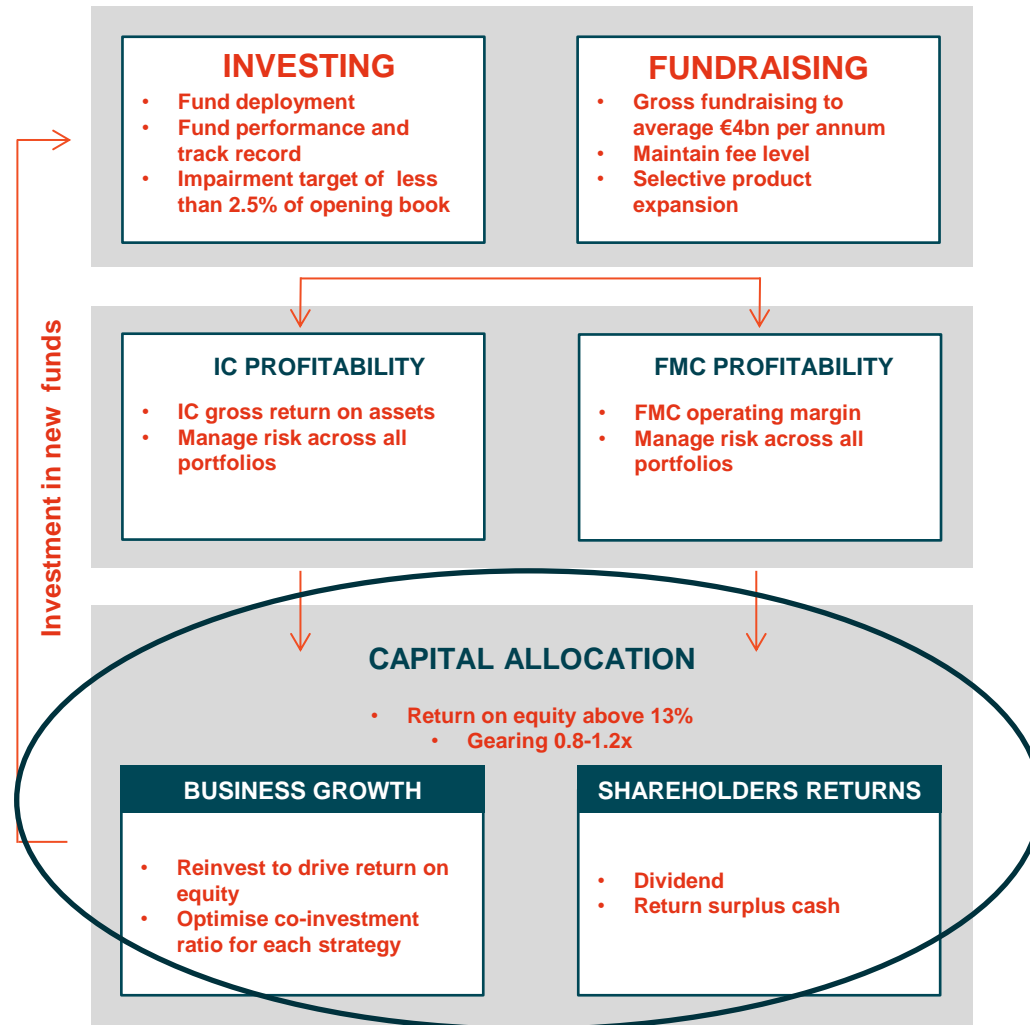 INVESTING
• Fund deployment
• Fund performance and
track record
• Impairment target of less
than 2.5% of opening book
FUNDRAISING
• Gross fundraising to
average €4bn per annum
• Maintain fee level
• Selective product
expansion
Investment in new funds
IC PROFITABILITY
• IC gross return on assets
• Manage risk across all
portfolios
FMC PROFITABILITY
• FMC operating margin
• Manage risk across all
portfolios
CAPITAL ALLOCATION
• Return on equity above 13%
• Gearing 0.8-1.2x
BUSINESS GROWTH
• Reinvest to drive return on
equity
• Optimise co-investment
ratio for each strategy
SHAREHOLDERS RETURNS
• Dividend
• Return surplus cash